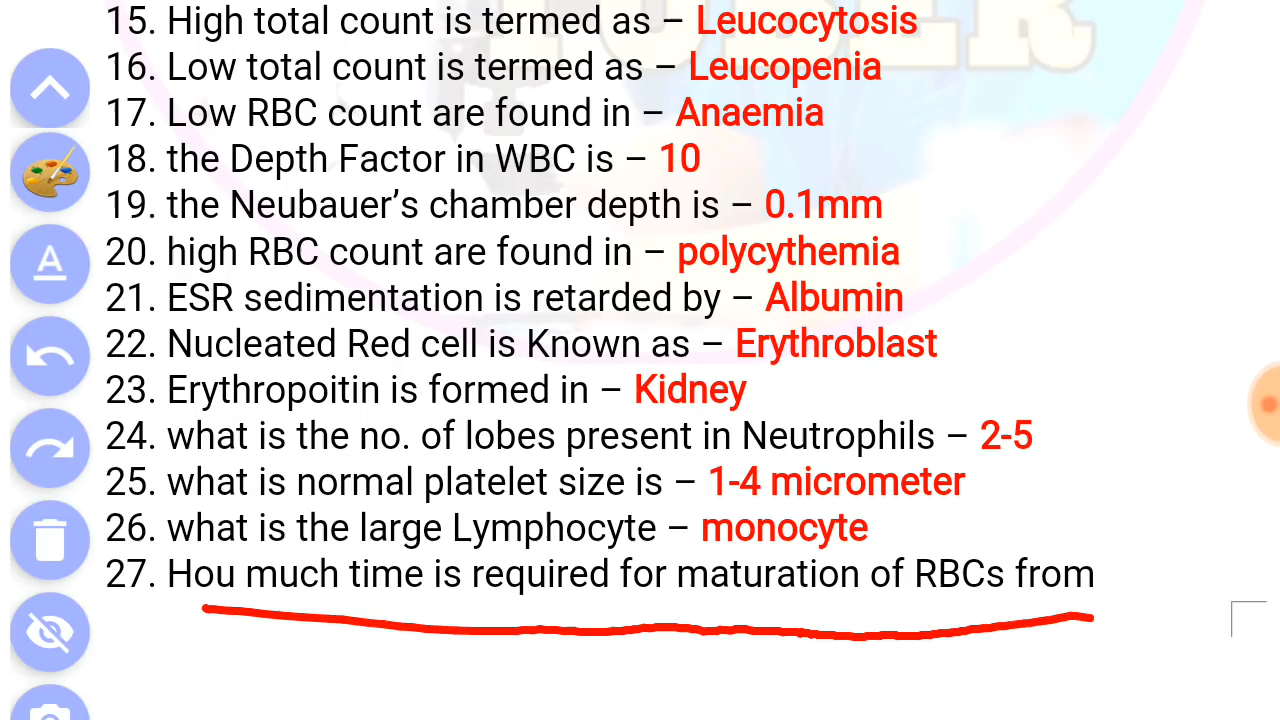 15. High total count is termed as – Leucocytosis
16. Low total count is termed as – Leucopenia
17. Low RBC count are found in – Anaemia
18. the Depth Factor in WBC is – 10
19. the Neubauer’s chamber depth is – 0.1mm
20. high RBC count are found in – polycythemia
21. ESR sedimentation is retarded by – Albumin
22. Nucleated Red cell is Known as – Erythroblast
23. Erythropoitin is formed in – Kidney
24. what is the no. of lobes present in Neutrophils – 2-5
25. what is normal platelet size is – 1-4 micrometer
26. what is the large Lymphocyte – monocyte
27. Hou much time is required for maturation of RBCs from